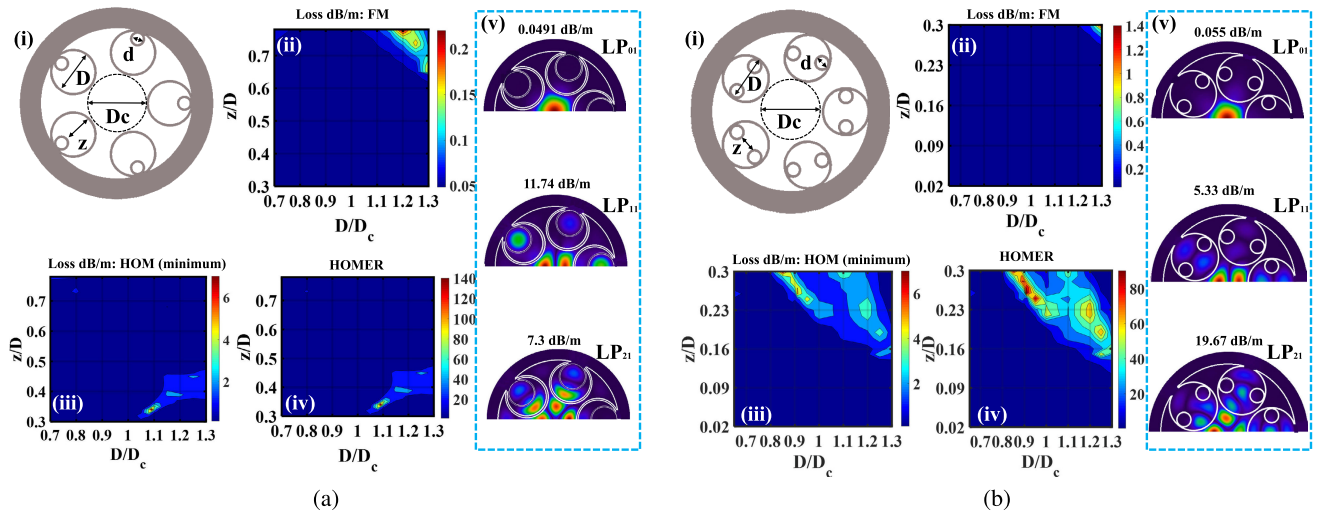 (i)
d
D
Dc
z
Loss dB/m: FM
(ii)
z/D
0.7
0.6
0.5
0.4
0.3
0.7 0.8 0.9 1 1.1 1.2 1.3
D/Dc
0.2
0.15
0.1
0.05
Loss dB/m: HOM (minimum)
(iii)
z/D
0.7
0.6
0.5
0.4
0.3
0.7 0.8 0.9 1 1.1 1.2 1.3
D/Dc
6
4
2
HOMER
(iv)
z/D
0.7
0.6
0.5
0.4
0.3
0.7 0.8 0.9 1 1.1 1.2 1.3
D/Dc
140
120
100
80
60
40
20
(v)
0.0491 dB/m
LP01
11.74 dB/m
LP11
7.3 dB/m
LP21
(a)
(i)
d
D
Dc
z
Loss dB/m: FM
(ii)
z/D
0.3
0.29
0.23
0.16
0.09
0.02
0.7 0.8 0.9 1 1.1 1.2 1.3
D/Dc
1.4
1.2
1
0.8
0.6
0.4
0.2
Loss dB/m: HOM (minimum)
(iii)
z/D
0.3
0.29
0.23
0.16
0.09
0.02
0.7 0.8 0.9 1 1.1 1.2 1.3
D/Dc
6
4
2
HOMER
(iv)
z/D
0.3
0.29
0.23
0.16
0.09
0.02
0.7 0.8 0.9 1 1.1 1.2 1.3
D/Dc
80
60
40
20
(v)
0.055 dB/m
LP01
5.33 dB/m
LP11
19.67 dB/m
LP21
(b)